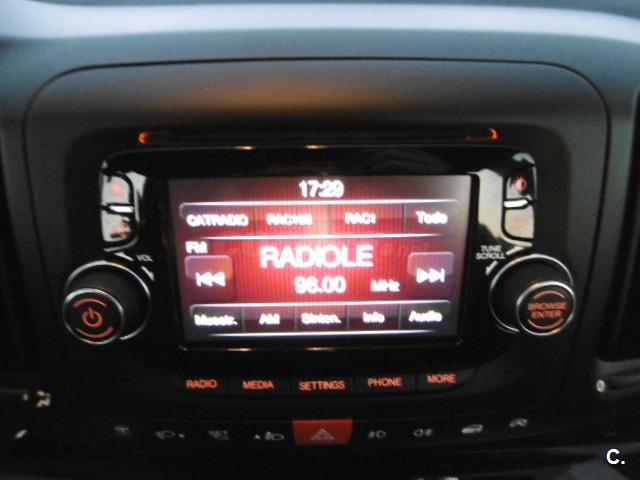 17:29
CATRADIO RAC105 RAC1 Todo
FM
RADIOLE
96.00 MHz
VOL
TUNE
SCROLL
BROWSE
ENTER
Mostr. AM Sinton. Info Audio
RADIO MEDIA SETTINGS PHONE MORE
C.